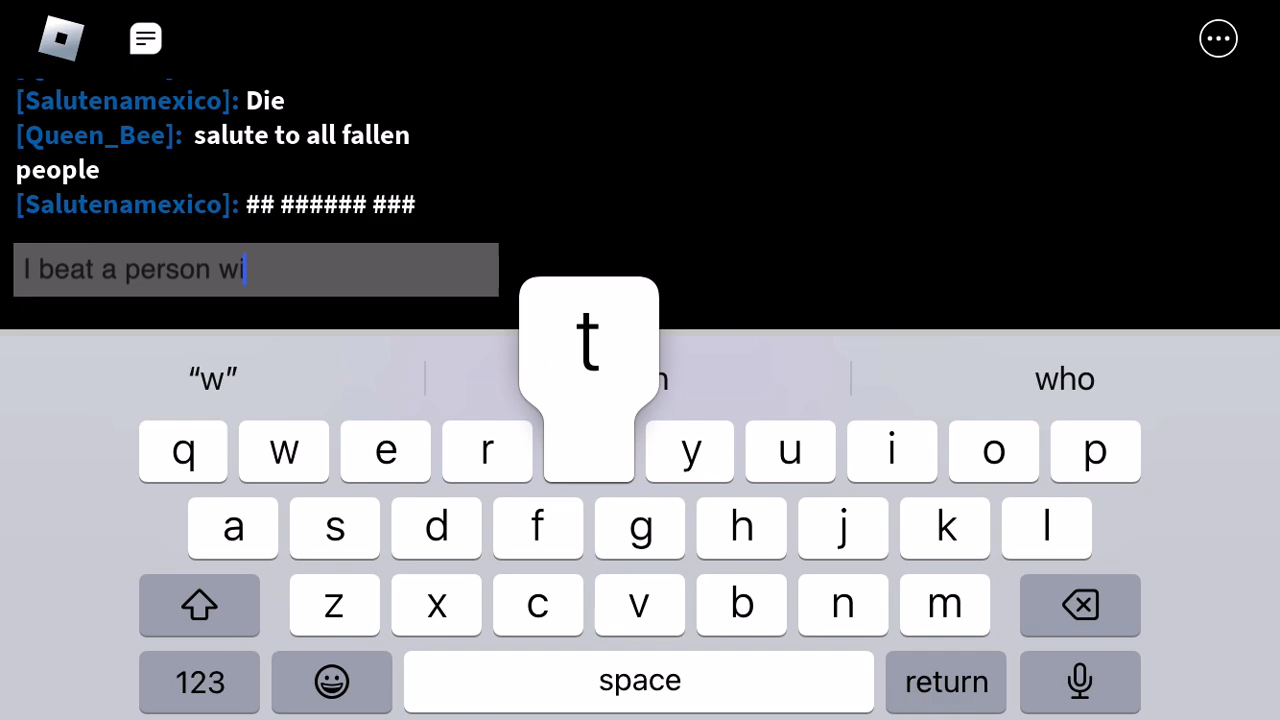 [Salutenamexico]: Die
[Queen_Bee]: salute to all fallen
people
[Salutenamexico]: ## ###### ###
I beat a person wi
t
“w” who
q w e r y u i o p
a s d f g h j k l
z x c v b n m
123 space return